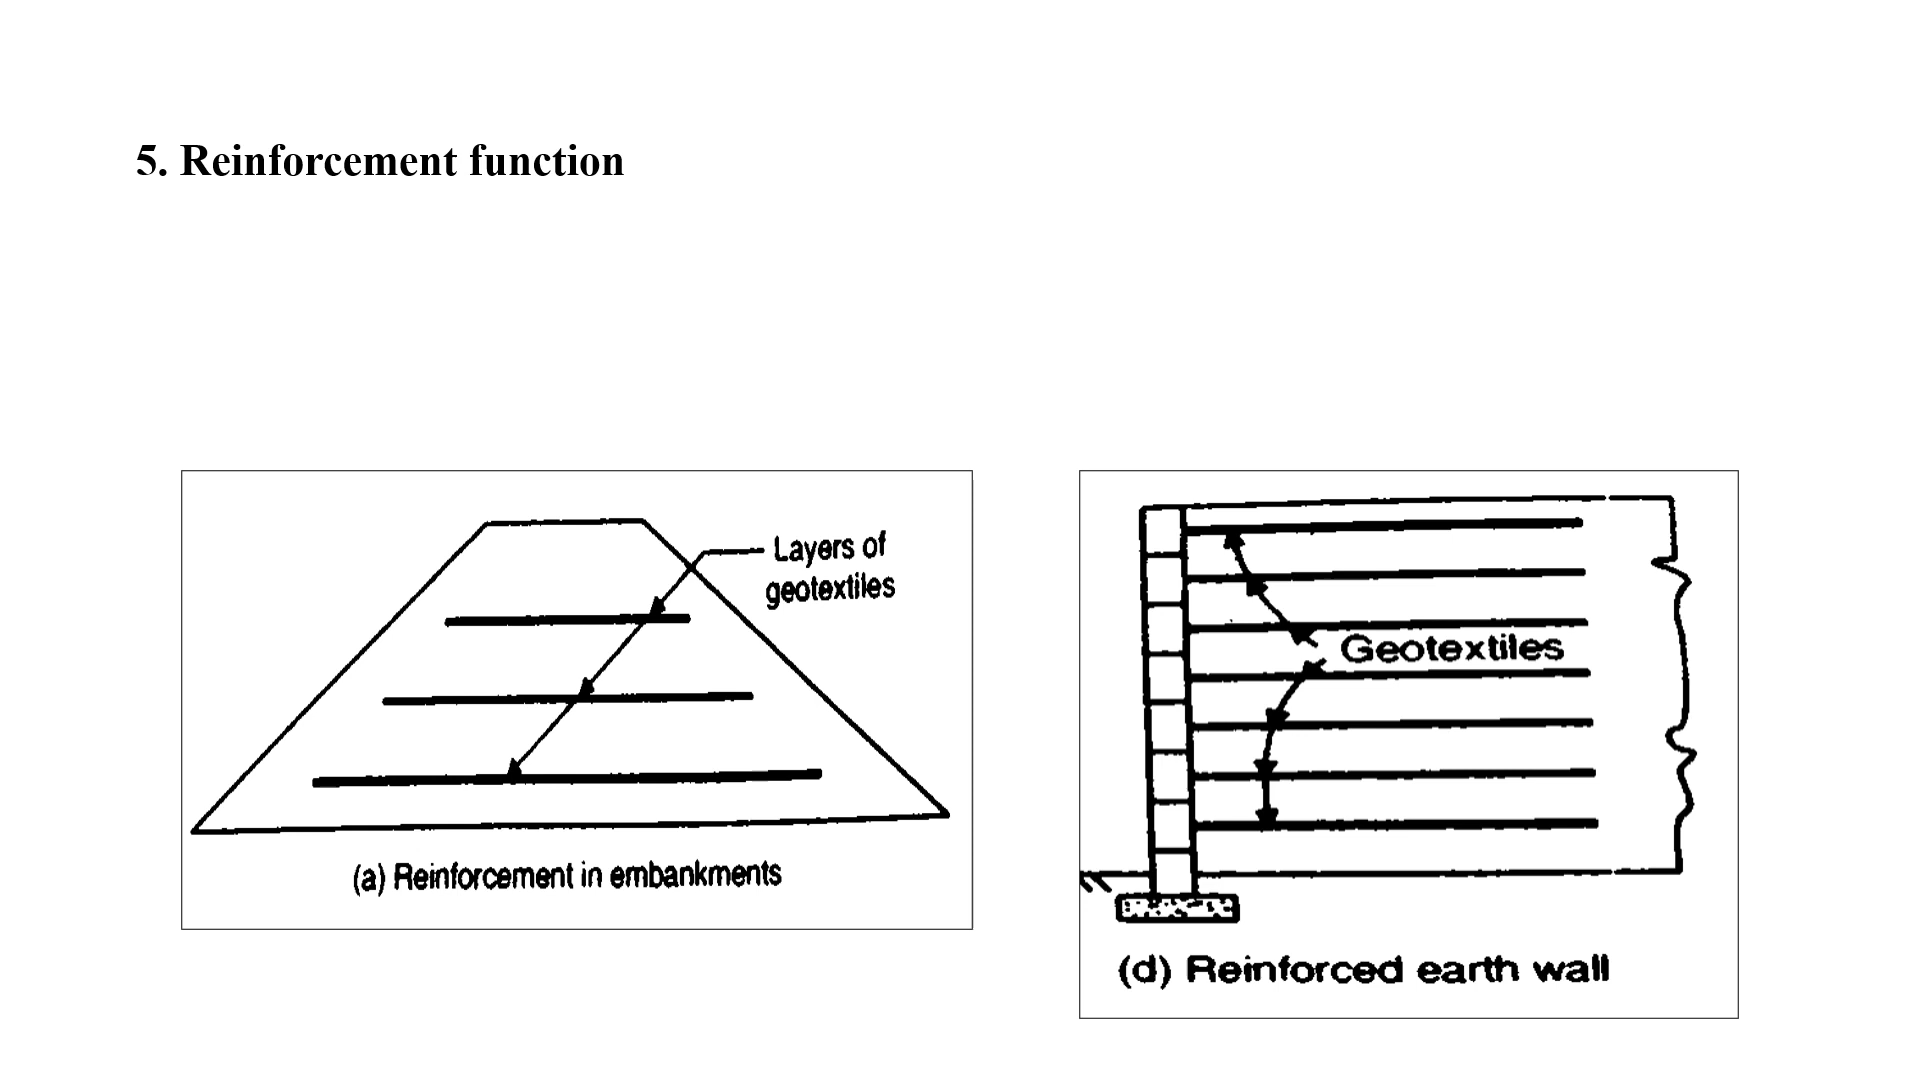 5. Reinforcement function
Layers of
geotextiles
(a) Reinforcement in embankments
Geotextiles
(d) Reinforced earth wall